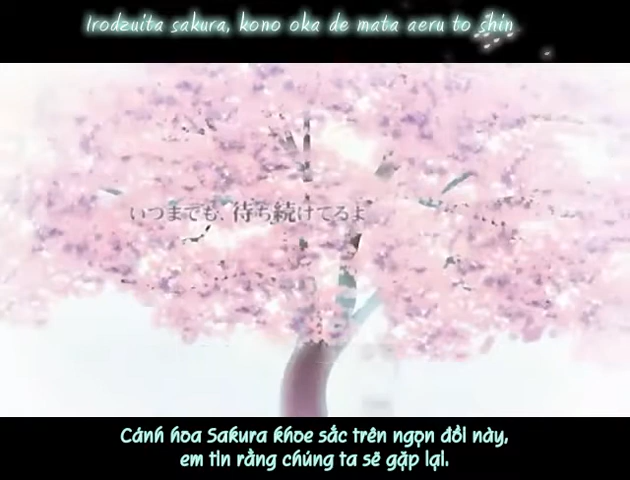 Irodzuita sakura, kono oka de mata aeru to shin
いつまでも、待ち続けてるよ
Cánh hoa Sakura khoe sắc trên ngọn đồi này,
em tin rằng chúng ta sẽ gặp lại.